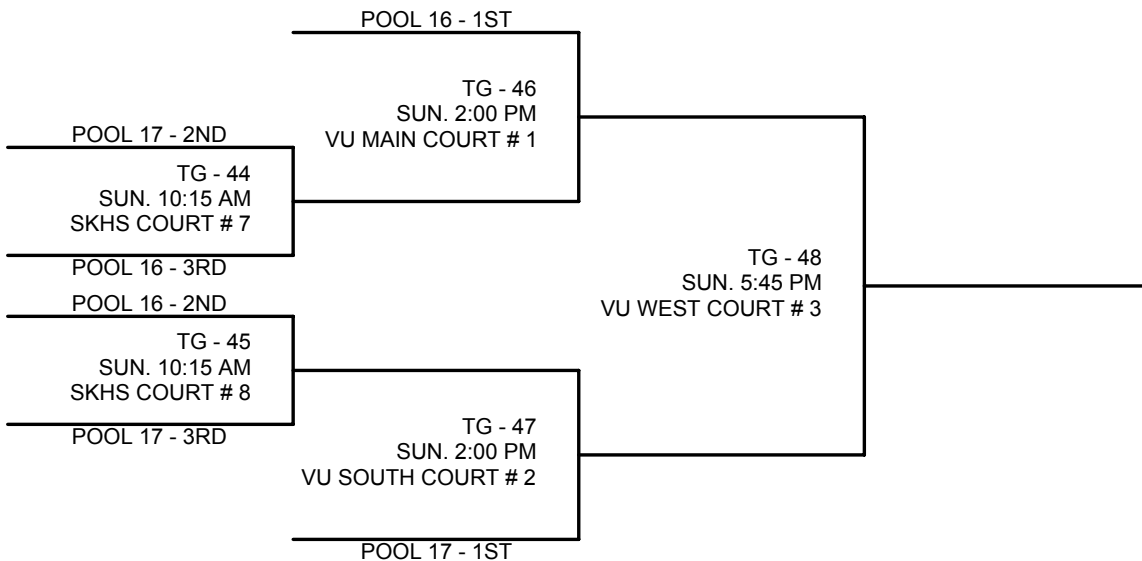 POOL 16 - 1ST
TG - 46
SUN. 2:00 PM
VU MAIN COURT # 1
POOL 17 - 2ND
TG - 44
SUN. 10:15 AM
SKHS COURT # 7
POOL 16 - 3RD
POOL 16 - 2ND
TG - 45
SUN. 10:15 AM
SKHS COURT # 8
POOL 17 - 3RD
TG - 47
SUN. 2:00 PM
VU SOUTH COURT # 2
POOL 17 - 1ST
TG - 48
SUN. 5:45 PM
VU WEST COURT # 3